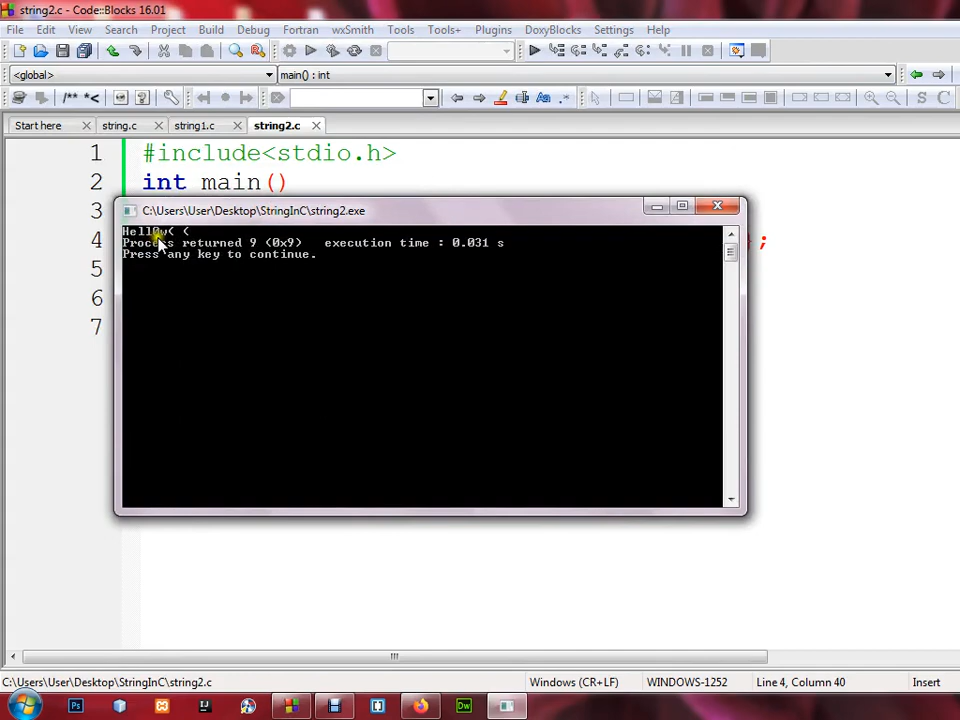 string2.c - Code::Blocks 16.01
File Edit View Search Project Build Debug Fortran wxSmith Tools Tools+ Plugins DoxyBlocks Settings Help
<global> main() : int
/** *<
Start here string.c string1.c string2.c
1 #include<stdio.h>
2 int main()
3
C:\Users\User\Desktop\StringInC\string2.exe
4 };
5
6
7
Process returned 9 (0x9) execution time : 0.031 s
Press any key to continue.
C:\Users\User\Desktop\StringInC\string2.c Windows (CR+LF) WINDOWS-1252 Line 4, Column 40 Insert
Ps Dw